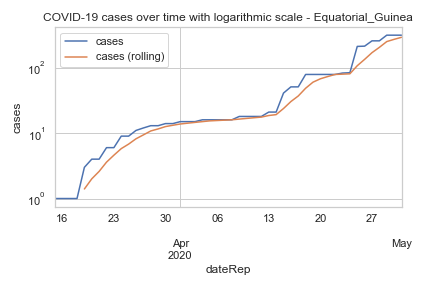 COVID-19 cases over time with logarithmic scale - Equatorial_Guinea
cases
cases (rolling)
10²
10¹
10⁰
cases
16 23 30 06 13 20 27
Apr May
2020
dateRep